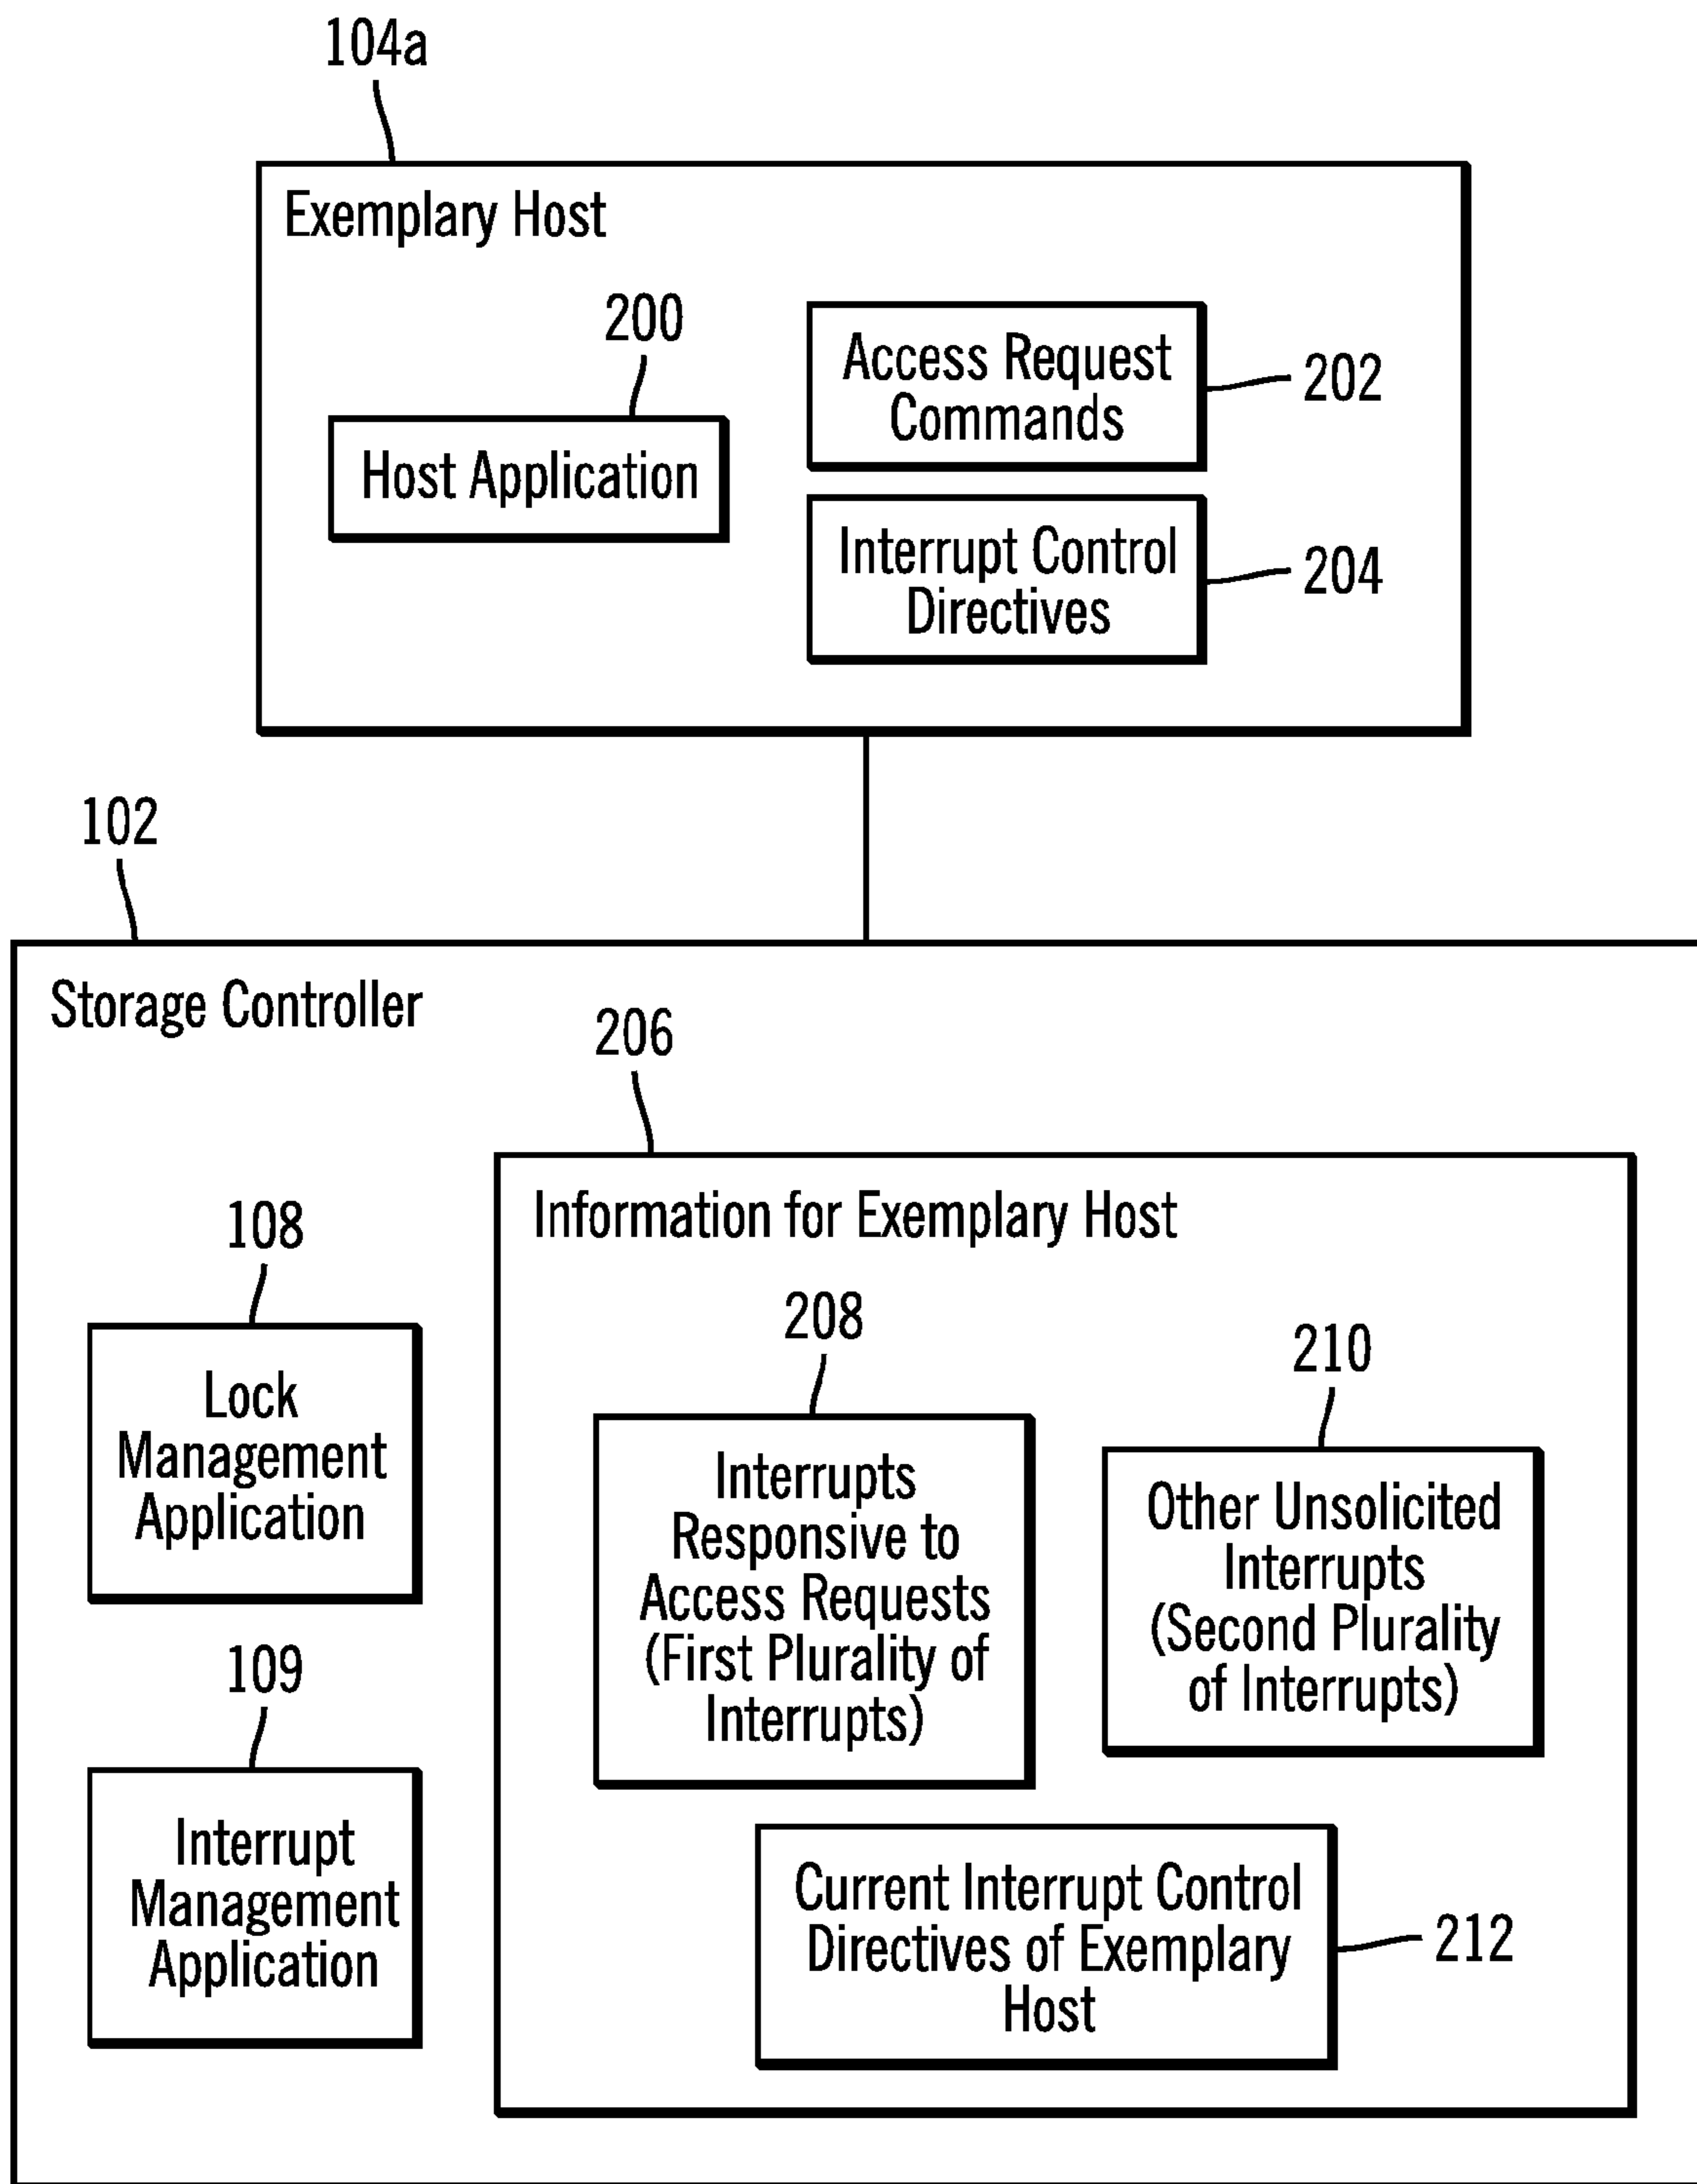 104a
Exemplary Host
200
Host Application
Access Request
Commands
202
Interrupt Control
Directives
204
102
Storage Controller
206
Information for Exemplary Host
108
Lock
Management
Application
109
Interrupt
Management
Application
208
Interrupts
Responsive to
Access Requests
(First Plurality of
Interrupts)
210
Other Unsolicited
Interrupts
(Second Plurality
of Interrupts)
Current Interrupt Control
Directives of Exemplary
Host
212